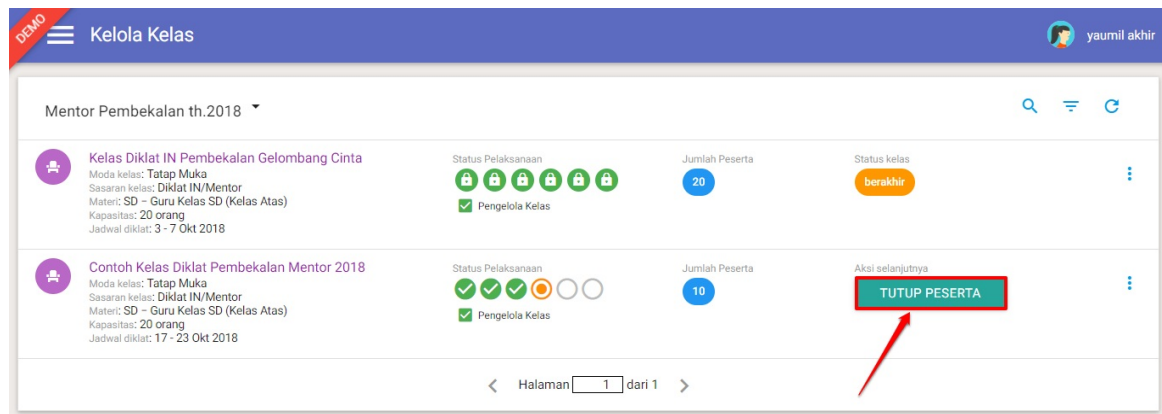 DEMO
Kelola Kelas
yaumil akhir
Mentor Pembekalan th.2018
Kelas Diklat IN Pembekalan Gelombang Cinta
Moda kelas: Tatap Muka
Sasaran kelas: Diklat IN/Mentor
Materi: SD – Guru Kelas SD (Kelas Atas)
Kapasitas: 20 orang
Jadwal diklat: 3 - 7 Okt 2018
Status Pelaksanaan
Pengelola Kelas
Jumlah Peserta
20
Status kelas
berakhir
Contoh Kelas Diklat Pembekalan Mentor 2018
Moda kelas: Tatap Muka
Sasaran kelas: Diklat IN/Mentor
Materi: SD – Guru Kelas SD (Kelas Atas)
Kapasitas: 20 orang
Jadwal diklat: 17 - 23 Okt 2018
Status Pelaksanaan
Pengelola Kelas
Jumlah Peserta
10
Aksi selanjutnya
TUTUP PESERTA
Halaman 1 dari 1